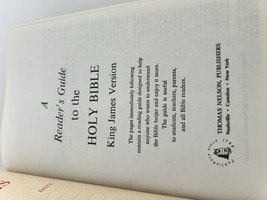 A
Reader's Guide
to the
HOLY BIBLE
King James Version
The pages immediately following
contain a reading guide designed to help
anyone who wants to understand
the Bible better and enjoy it more.
The guide is useful
to students, teachers, parents,
and all Bible readers.
THOMAS NELSON, PUBLISHERS
Nashville • Camden • New York